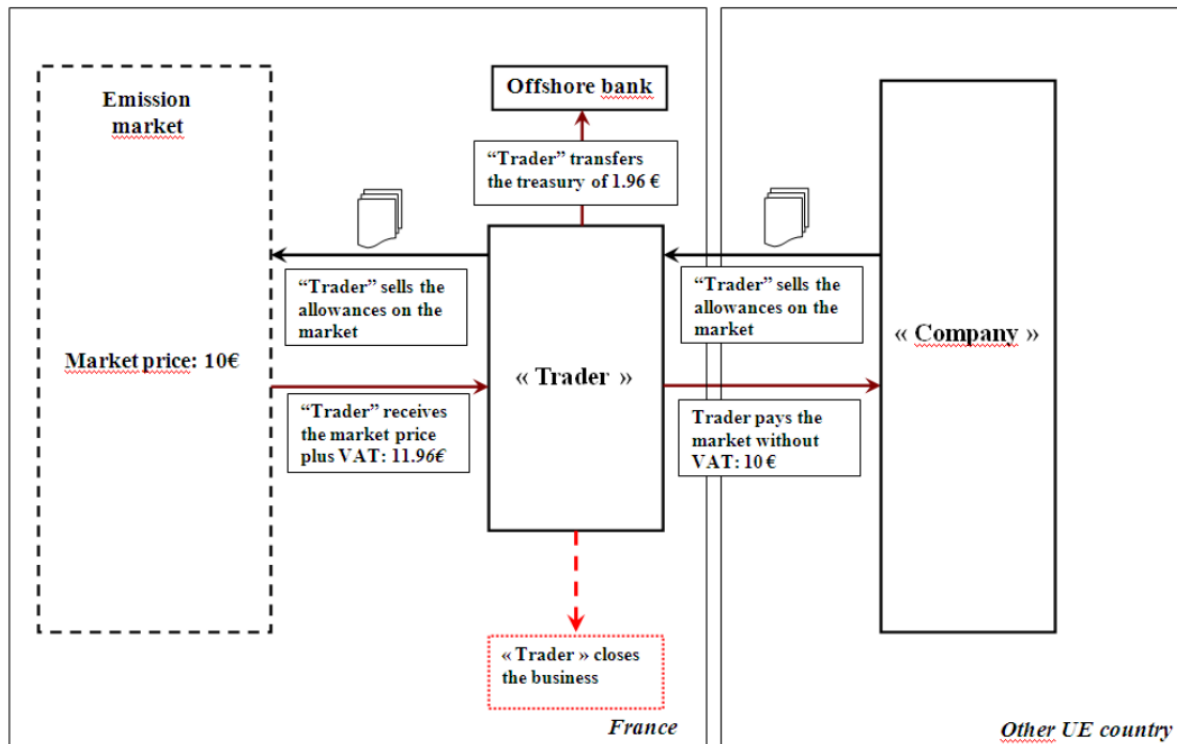 Emission
market
Market price: 10€
Offshore bank
“Trader” transfers
the treasury of 1.96 €
“Trader” sells the
allowances on the
market
“Trader” receives
the market price
plus VAT: 11.96€
« Trader »
“Trader” sells the
allowances on the
market
Trader pays the
market without
VAT: 10 €
« Company »
« Trader » closes
the business
France
Other UE country